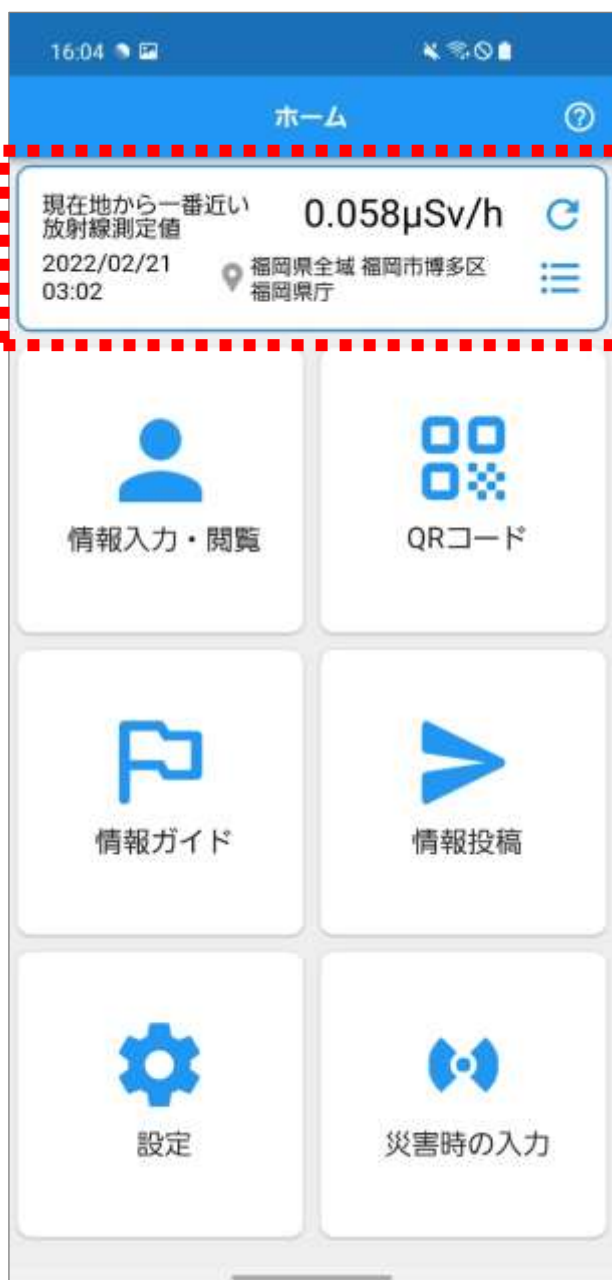 16:04
ホーム
現在地から一番近い
放射線測定値
0.058μSv/h
2022/02/21
03:02
福岡県全域 福岡市博多区
福岡県庁
情報入力・閲覧
QRコード
情報ガイド
情報投稿
設定
災害時の入力